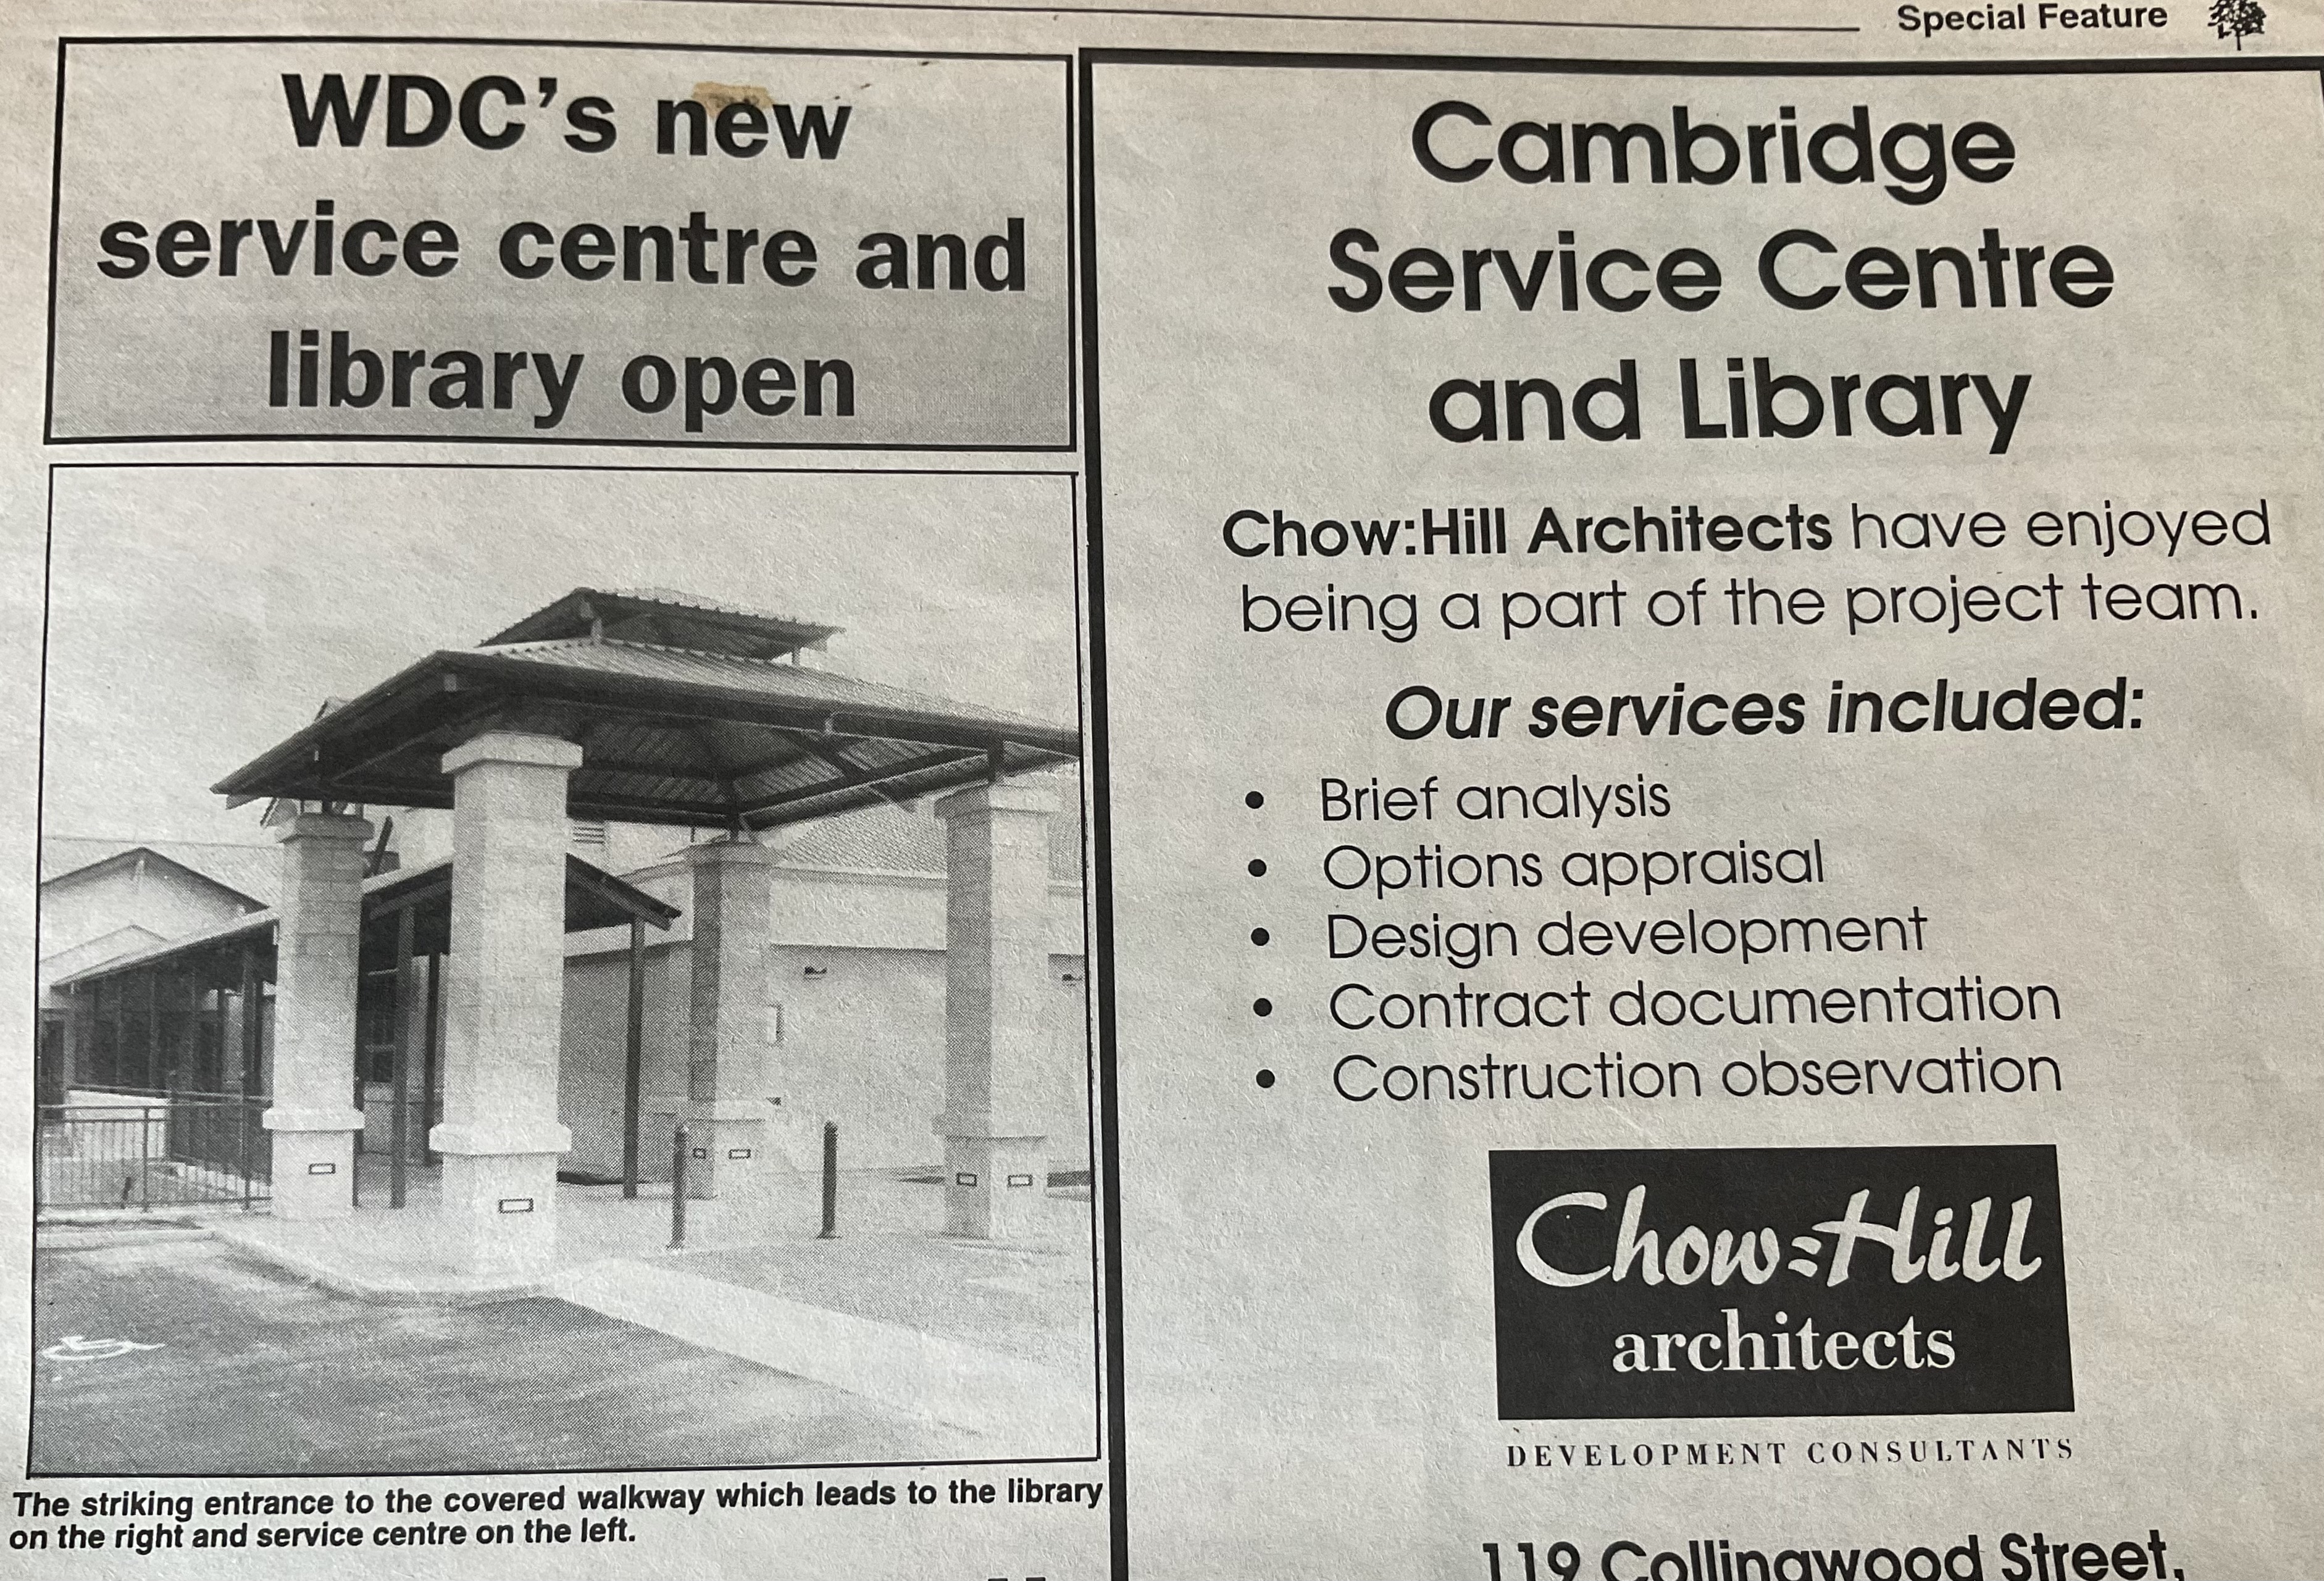 Special Feature
WDC's new
service centre and
library open
The striking entrance to the covered walkway which leads to the library
on the right and service centre on the left.
Cambridge
Service Centre
and Library
Chow:Hill Architects have enjoyed
being a part of the project team.
Our services included:
• Brief analysis
• Options appraisal
• Design development
• Contract documentation
• Construction observation
Chow:Hill
architects
DEVELOPMENT CONSULTANTS
119 Collingwood Street,